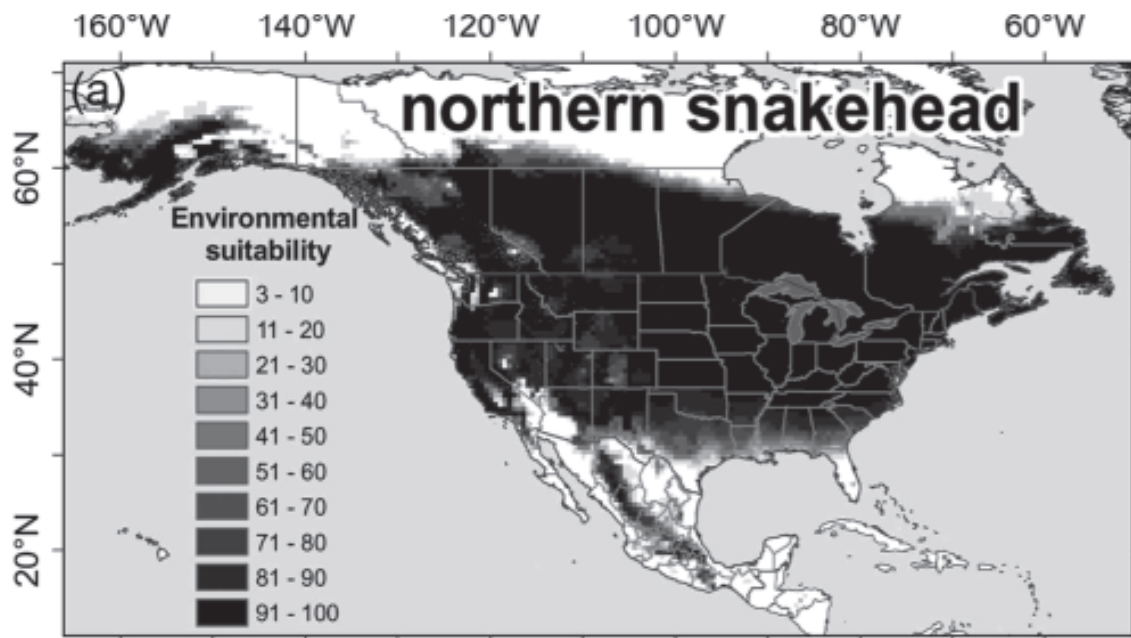 160°W 140°W 120°W 100°W 80°W 60°W
(a)
northern snakehead
60°N
40°N
20°N
Environmental
suitability
3 - 10
11 - 20
21 - 30
31 - 40
41 - 50
51 - 60
61 - 70
71 - 80
81 - 90
91 - 100